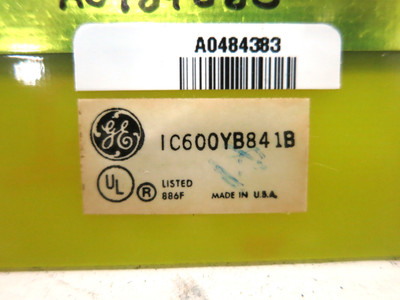 A0484383
GE
IC600YB841B
UL ® LISTED
886F
MADE IN U.S.A.